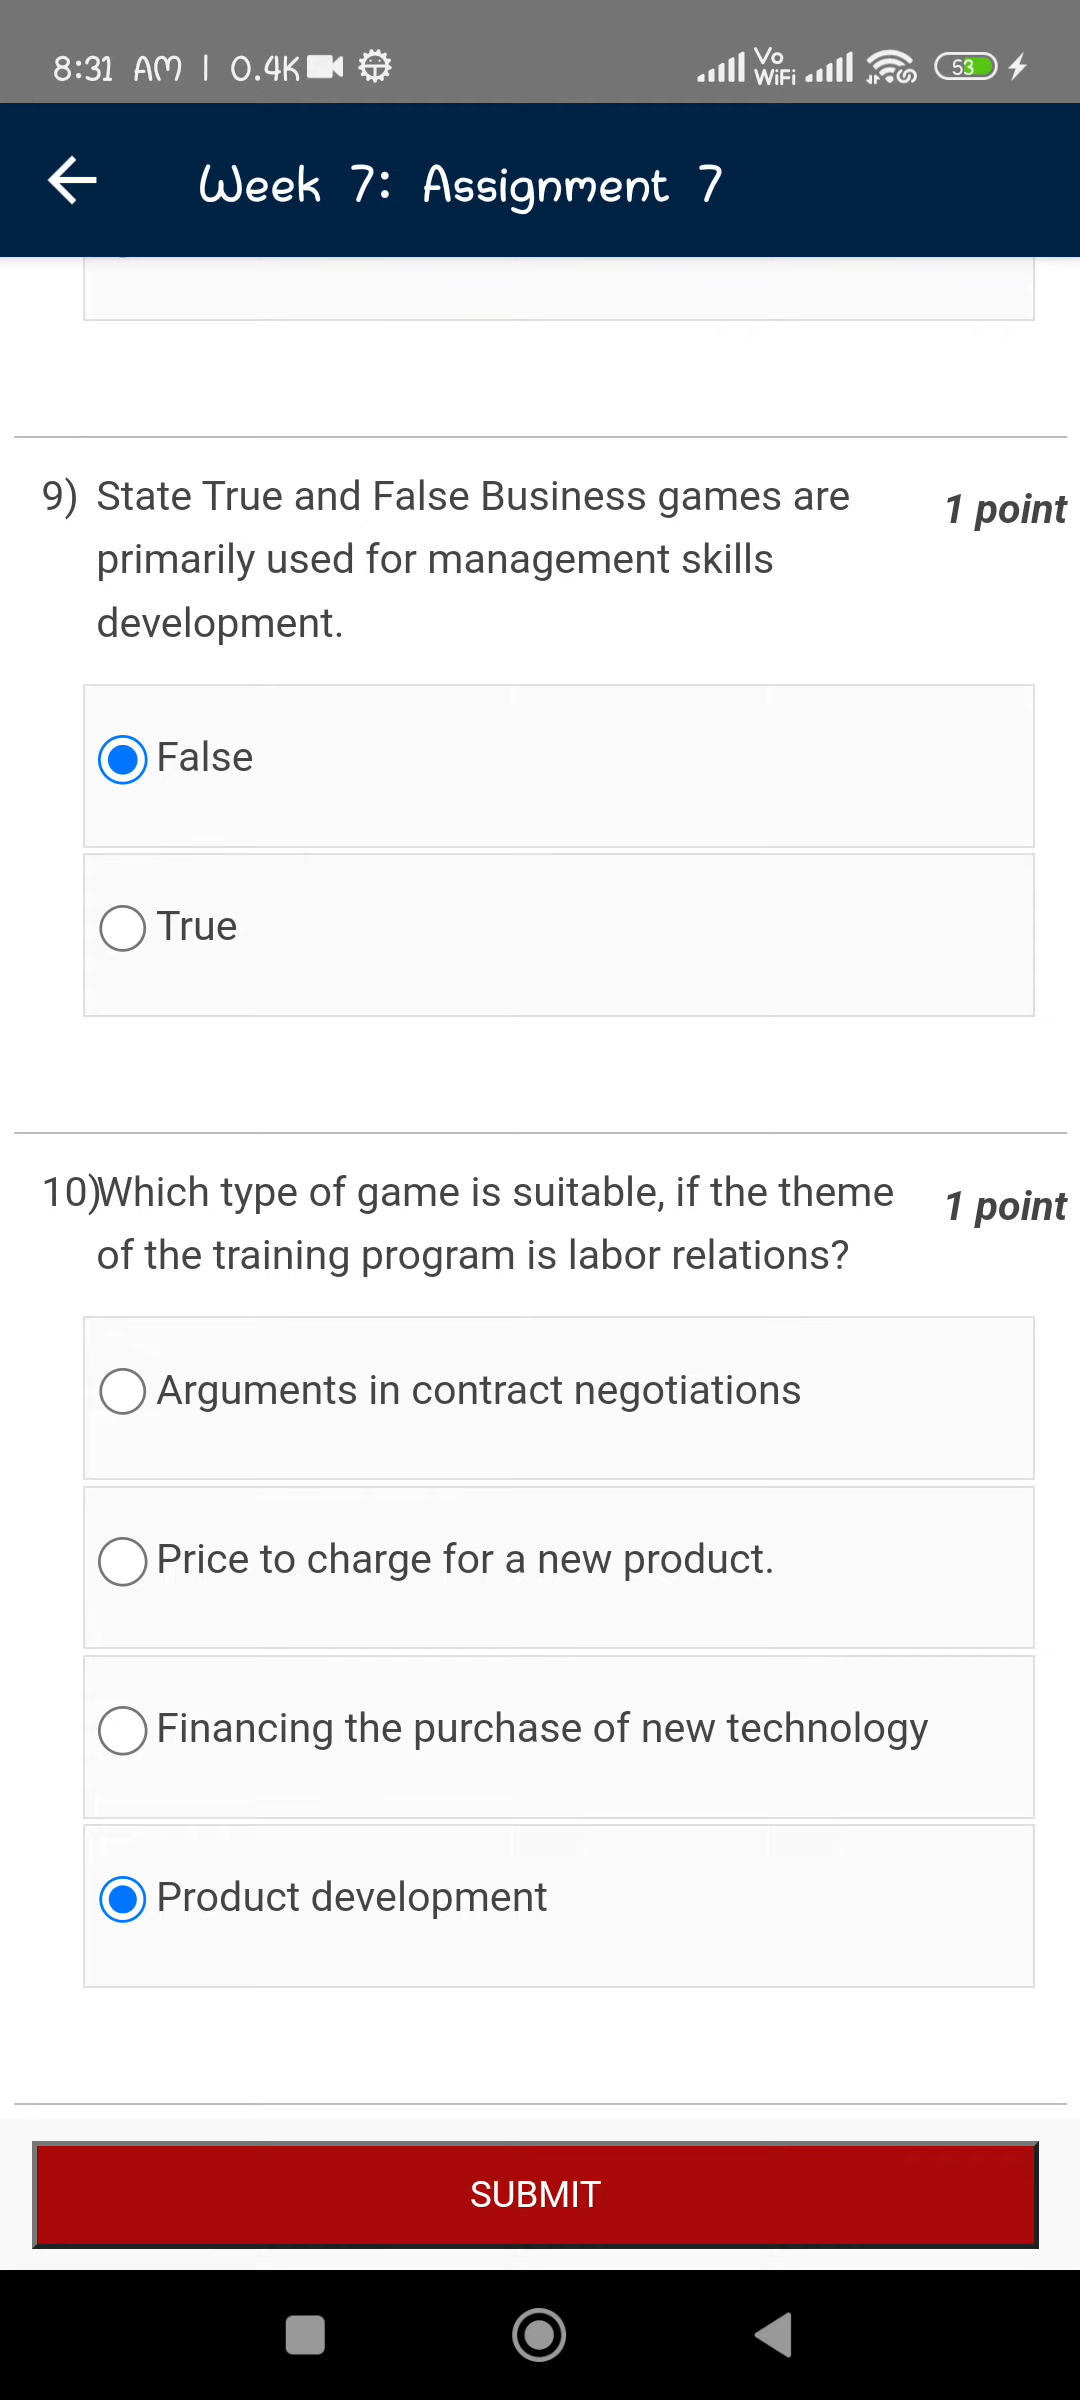 8:31 AM | 0.4K
Vo
WiFi
53
Week 7: Assignment 7
9) State True and False Business games are
primarily used for management skills
development.
1 point
False
True
10)Which type of game is suitable, if the theme
of the training program is labor relations?
1 point
Arguments in contract negotiations
Price to charge for a new product.
Financing the purchase of new technology
Product development
SUBMIT